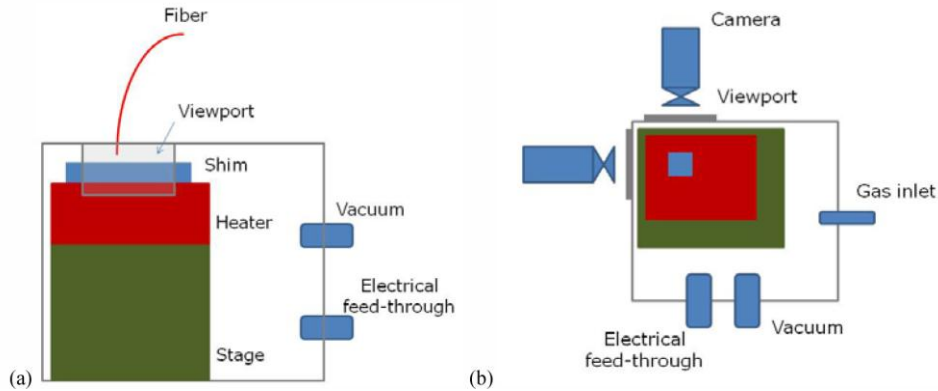 Fiber
Viewport
Shim
Heater
Vacuum
Electrical
feed-through
Stage
(a)
Camera
Viewport
Gas inlet
Electrical
feed-through
Vacuum
(b)